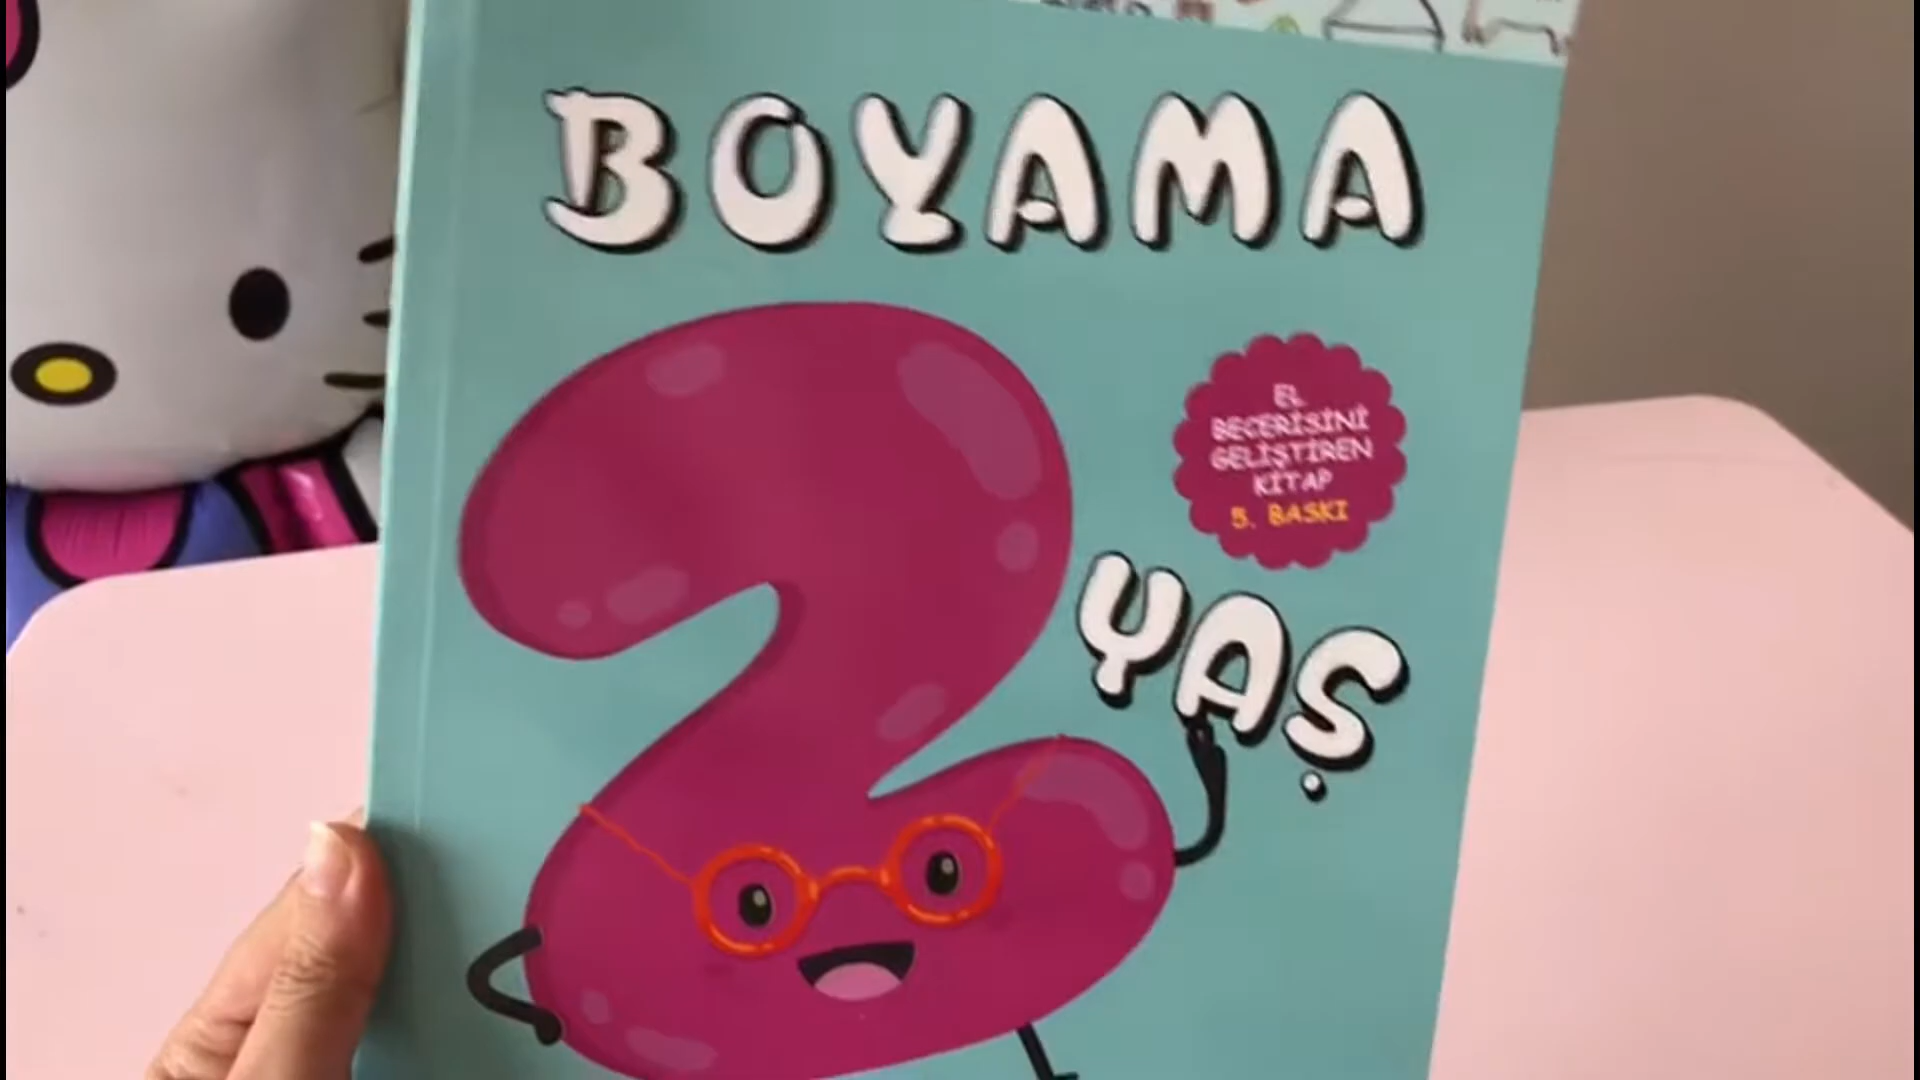 BOYAMA
2
EL
BECERİSİNİ
GELİŞTİREN
KİTAP
5. BASKI
YAŞ